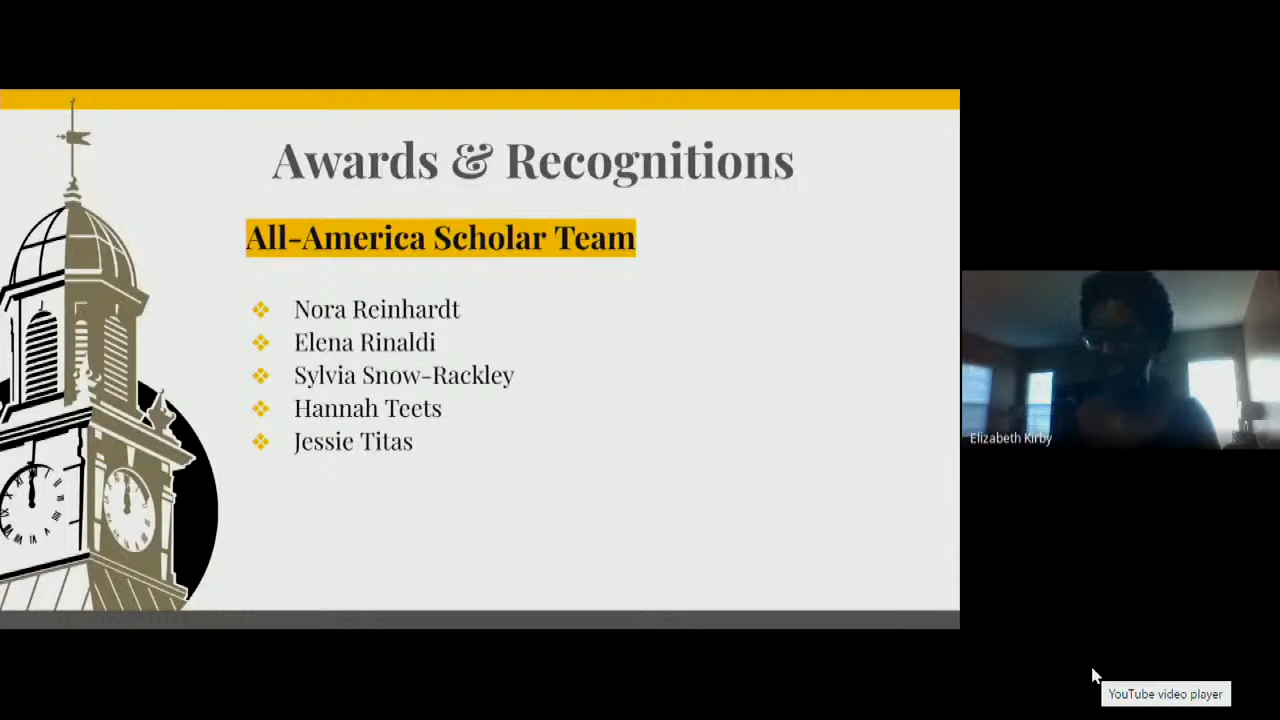 Awards & Recognitions
All-America Scholar Team
Nora Reinhardt
Elena Rinaldi
Sylvia Snow-Rackley
Hannah Teets
Jessie Titas
Elizabeth Kirby
YouTube video player